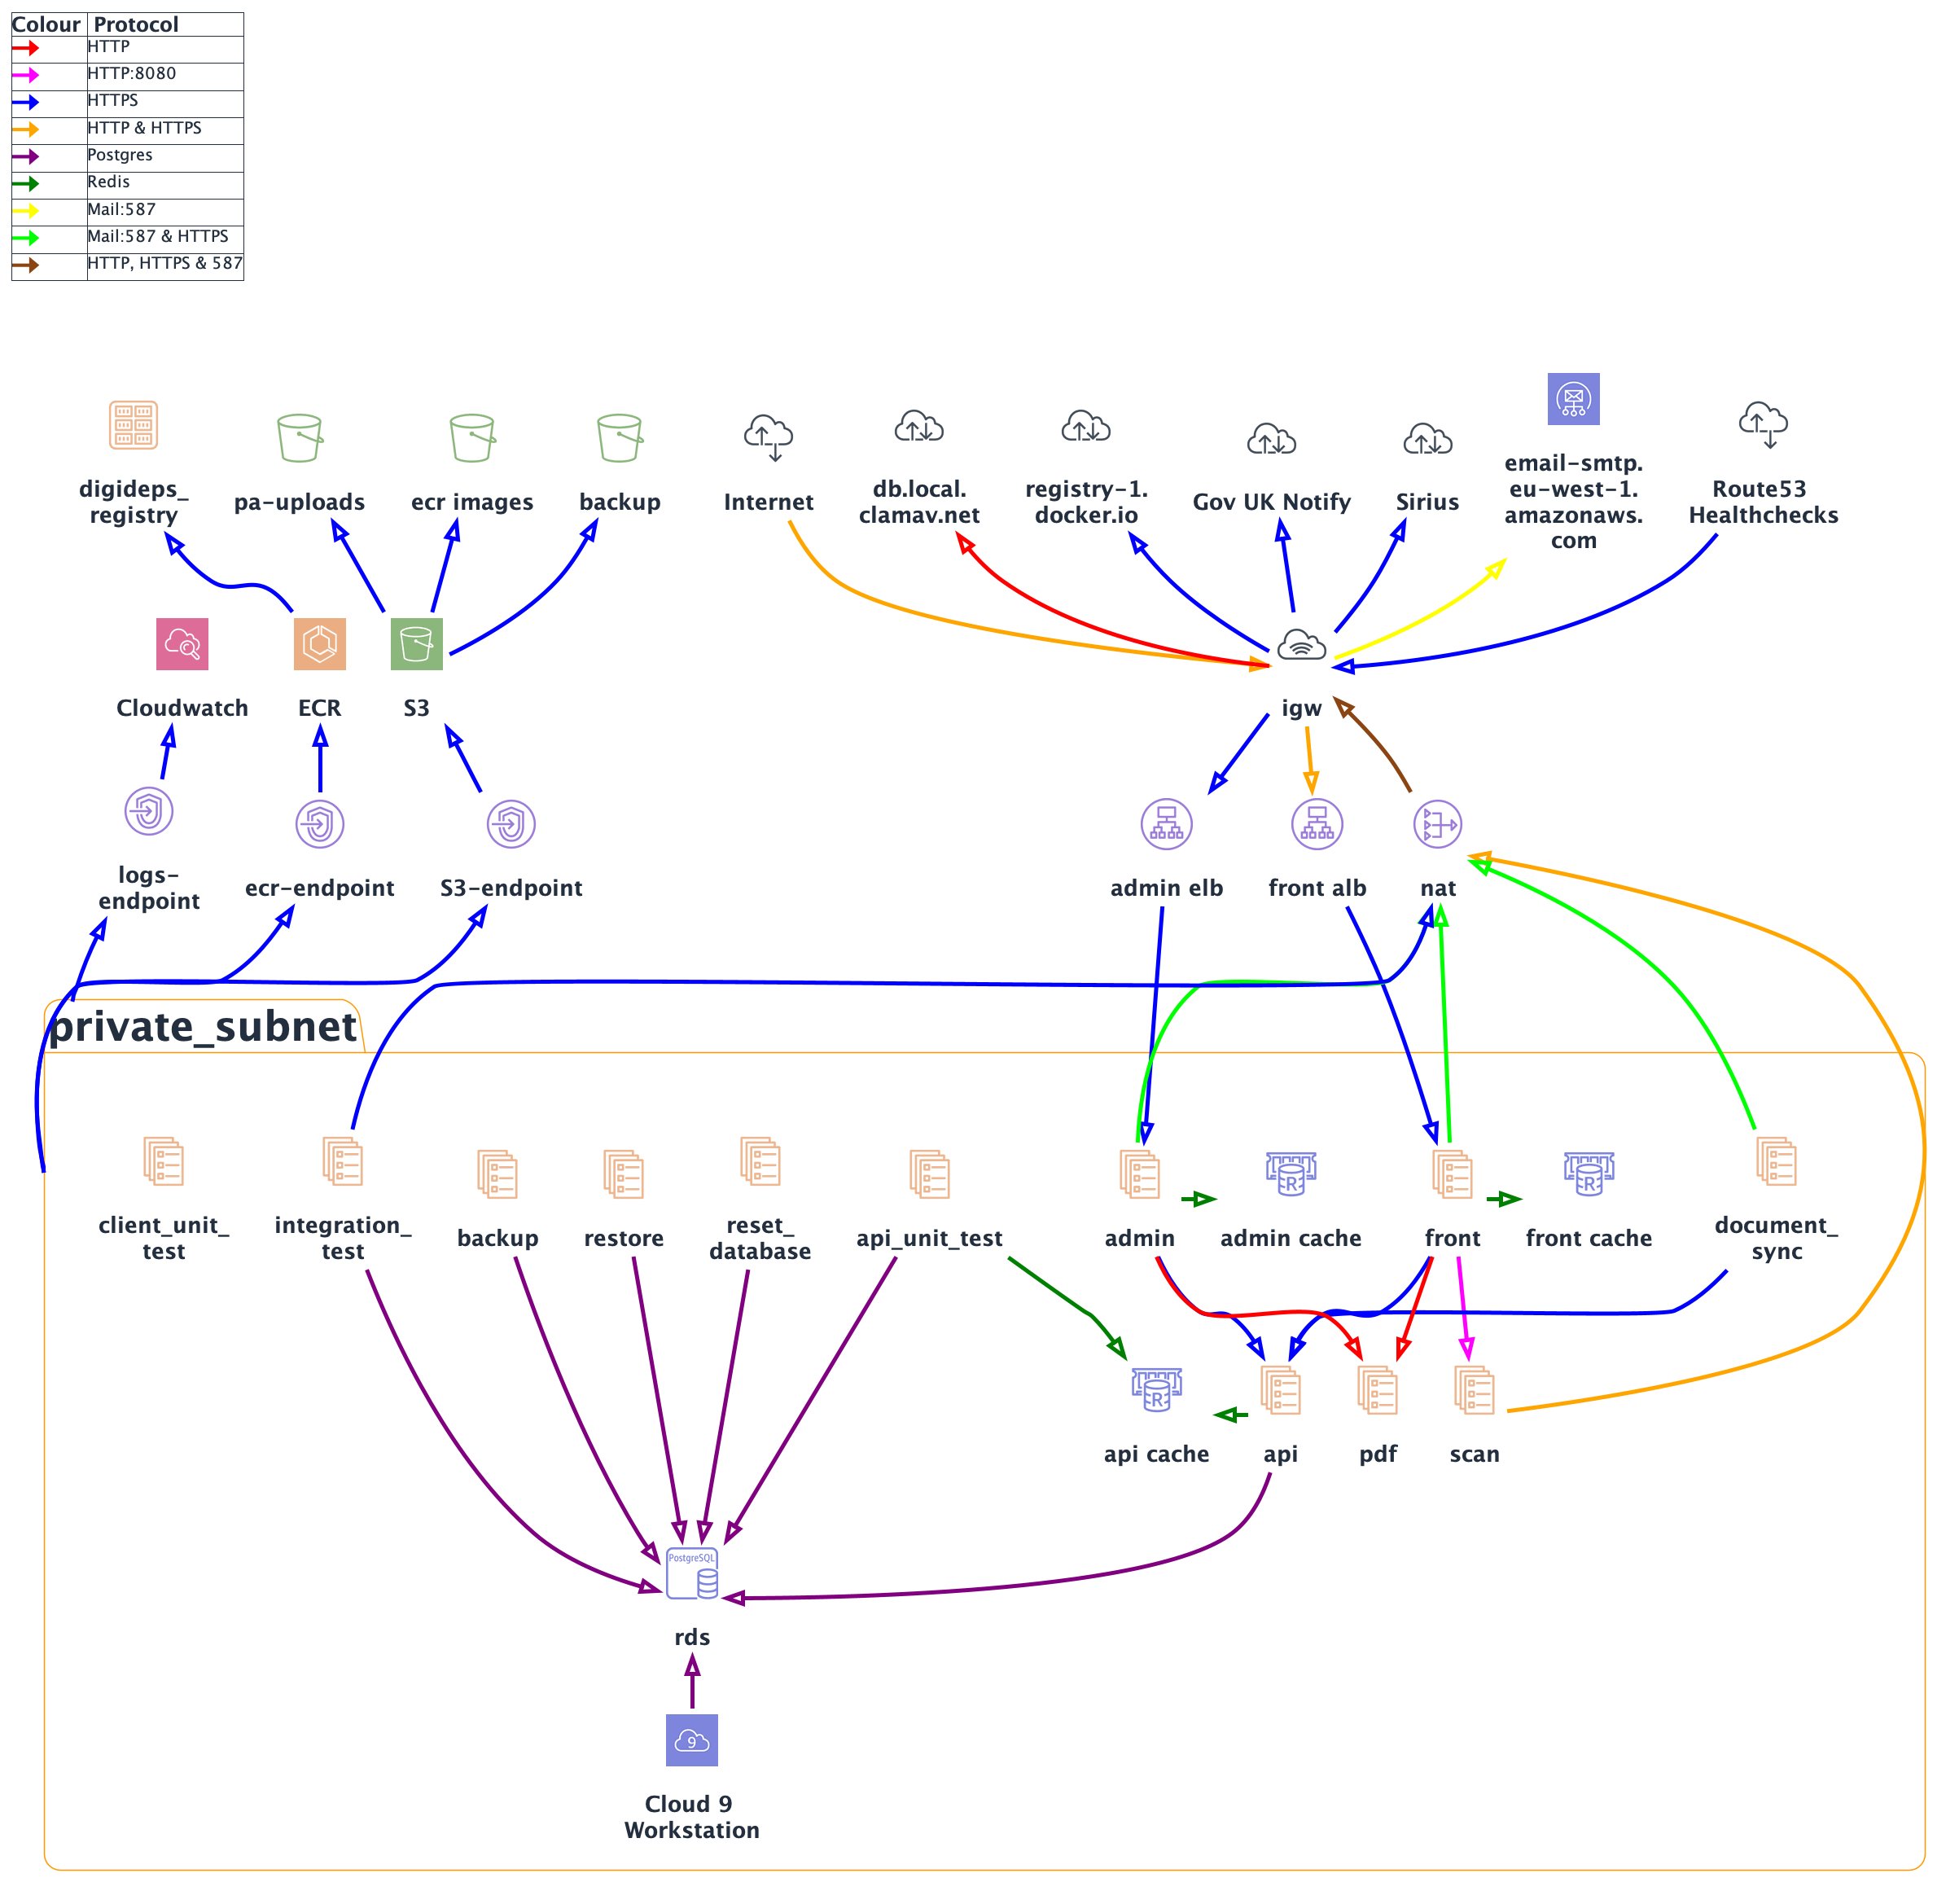 Colour Protocol
HTTP
HTTP:8080
HTTPS
HTTP & HTTPS
Postgres
Redis
Mail:587
Mail:587 & HTTPS
HTTP, HTTPS & 587
digideps_
registry
pa-uploads
ecr images
backup
Internet
db.local.
clamav.net
registry-1.
docker.io
Gov UK Notify
Sirius
email-smtp.
eu-west-1.
amazonaws.
com
Route53
Healthchecks
Cloudwatch
ECR
S3
igw
logs-
endpoint
ecr-endpoint
S3-endpoint
admin elb
front alb
nat
private_subnet
client_unit_
test
integration_
test
backup
restore
reset_
database
api_unit_test
admin
R
admin cache
front
R
front cache
document_
sync
R
api cache
api
pdf
scan
PostgreSQL
rds
9
Cloud 9
Workstation